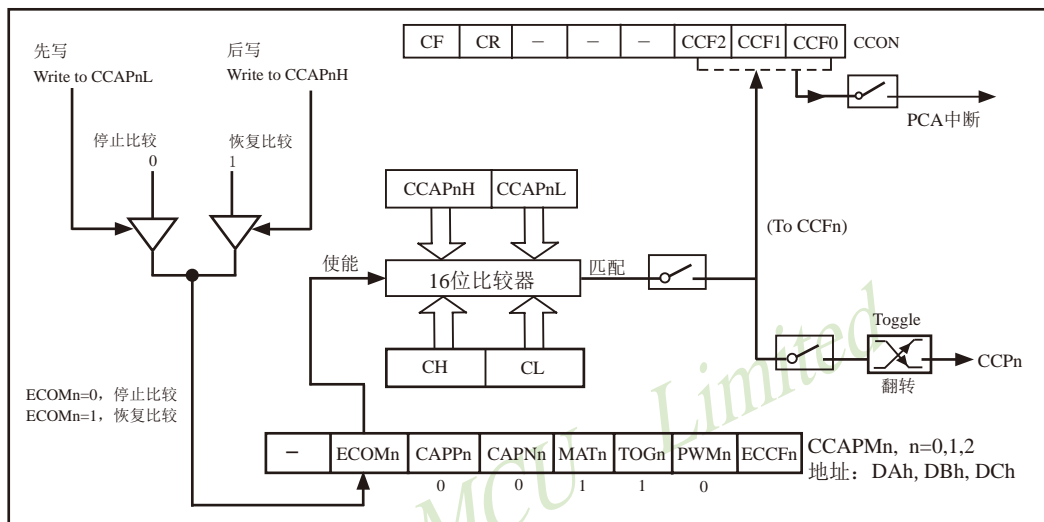 CF CR — — — CCF2 CCF1 CCF0 CCON
先写
Write to CCAPnL
后写
Write to CCAPnH
PCA中断
停止比较
0
恢复比较
1
CCAPnH CCAPnL
(To CCFn)
使能
16位比较器
匹配
CH CL
Toggle
CCPn
翻转
ECOMn=0，停止比较
ECOMn=1，恢复比较
— ECOMn CAPPn CAPNn MATn TOGn PWMn ECCFn
CCAPMn, n=0,1,2
地址：DAh, DBh, DCh
0 0 1 1 0
MCU Limited